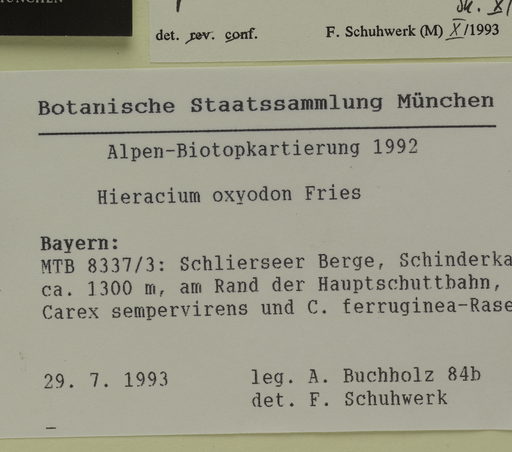 det. rev. conf. F. Schuhwerk (M) X/1993
Botanische Staatssammlung München
Alpen-Biotopkartierung 1992
Hieracium oxyodon Fries
Bayern:
MTB 8337/3: Schlierseer Berge, Schinderka
ca. 1300 m, am Rand der Hauptschuttbahn,
Carex sempervirens und C. ferruginea-Rase
29. 7. 1993 leg. A. Buchholz 84b
det. F. Schuhwerk